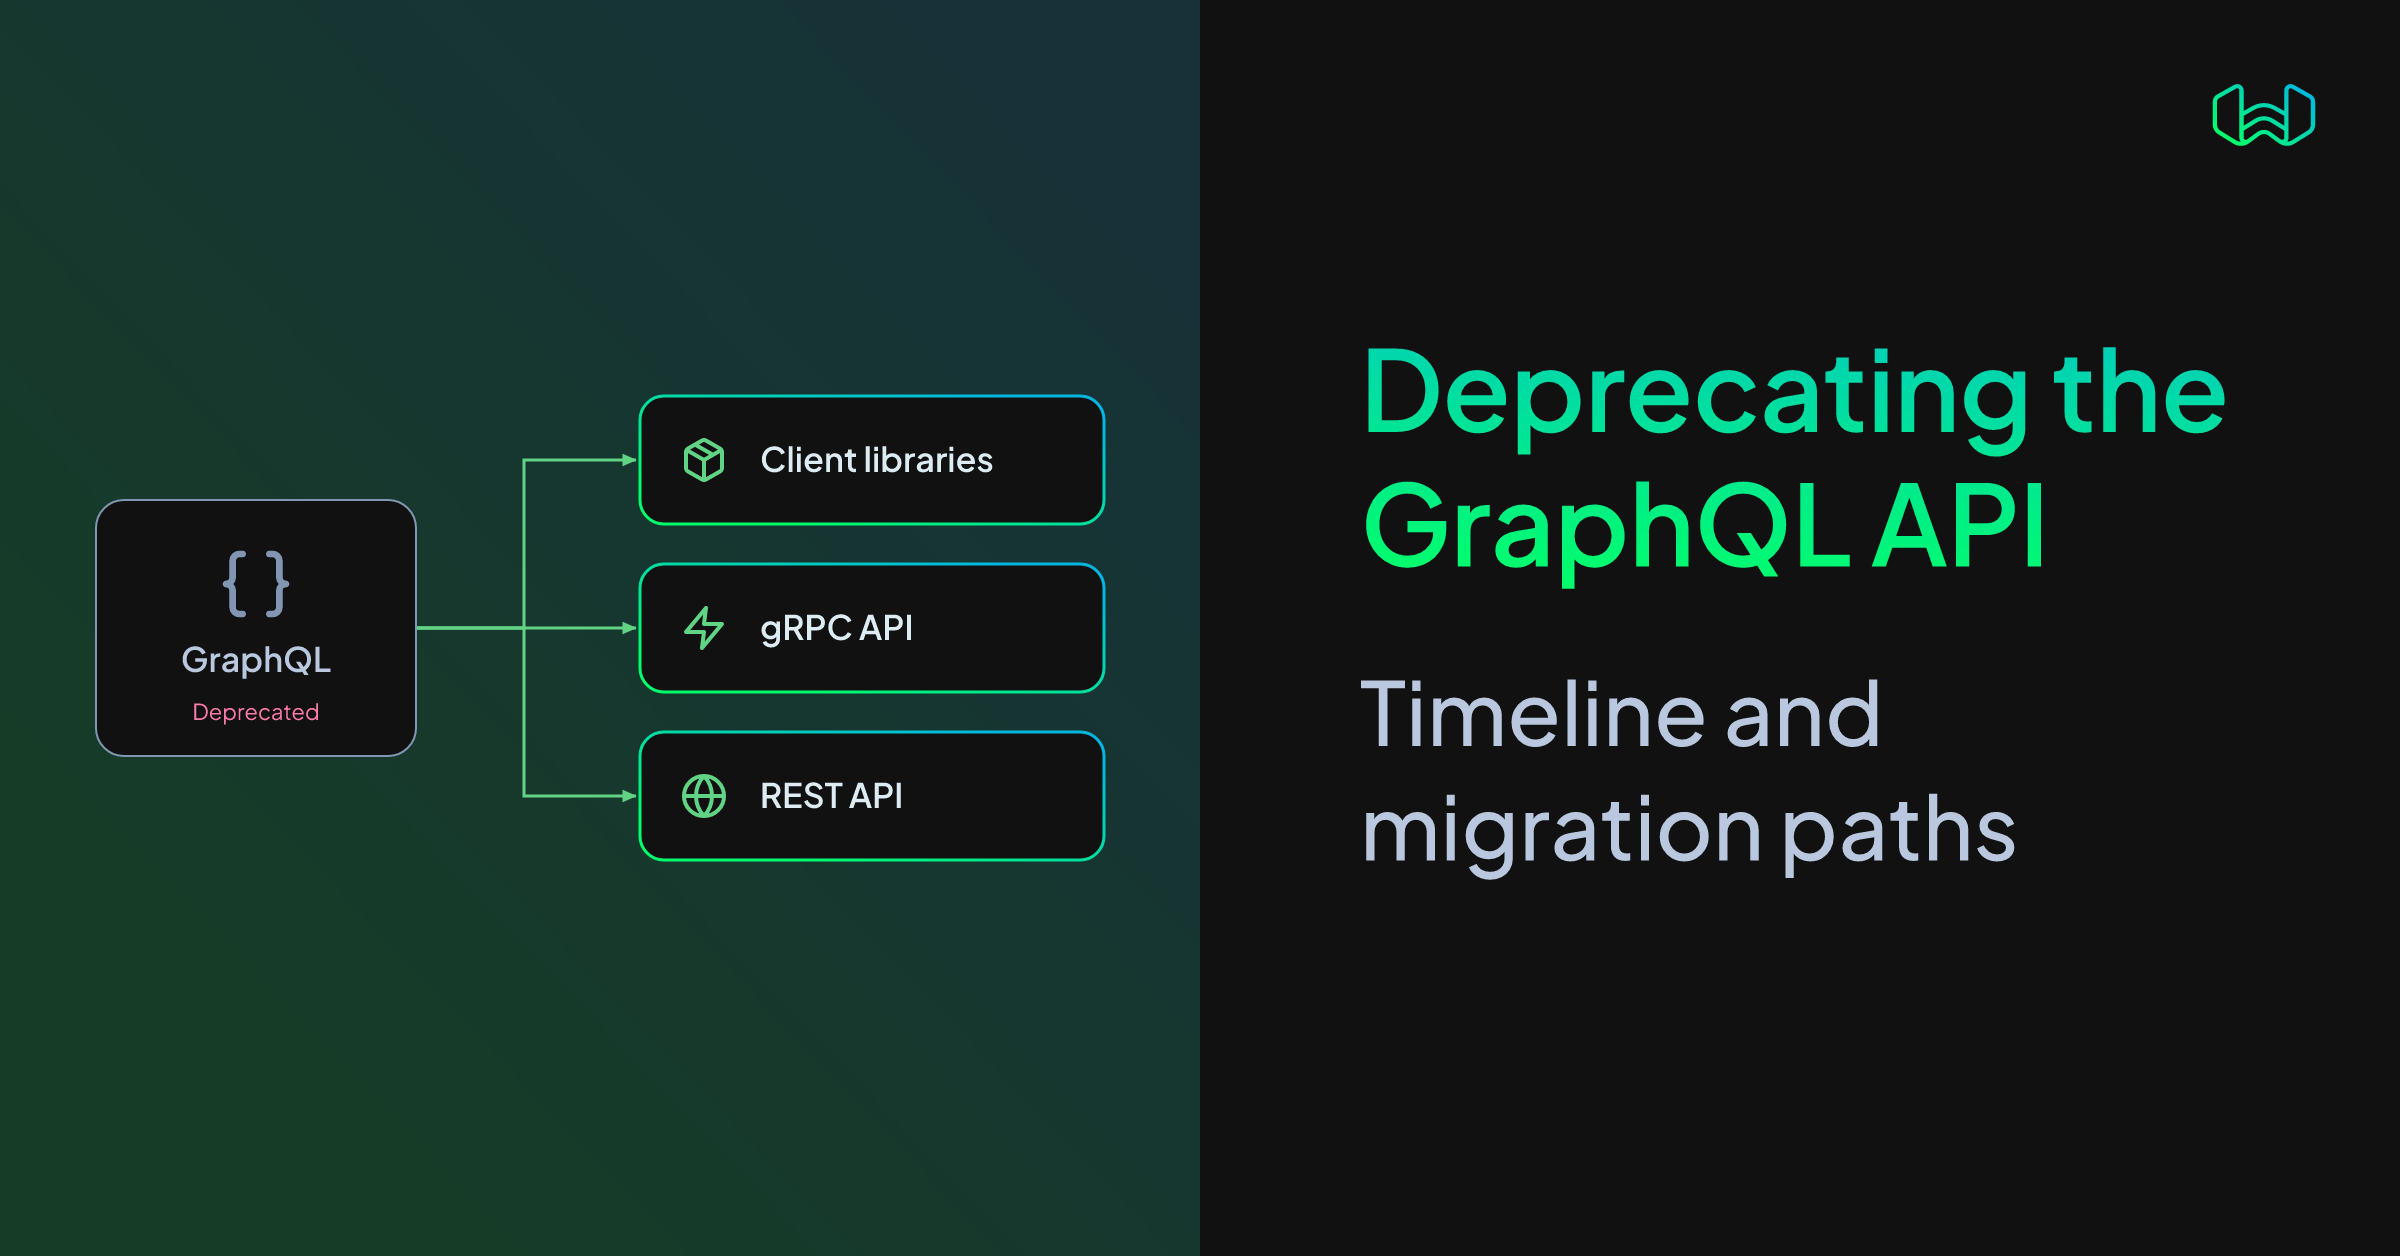 { }
GraphQL
Deprecated
Client libraries
gRPC API
REST API
Deprecating the
GraphQL API
Timeline and
migration paths